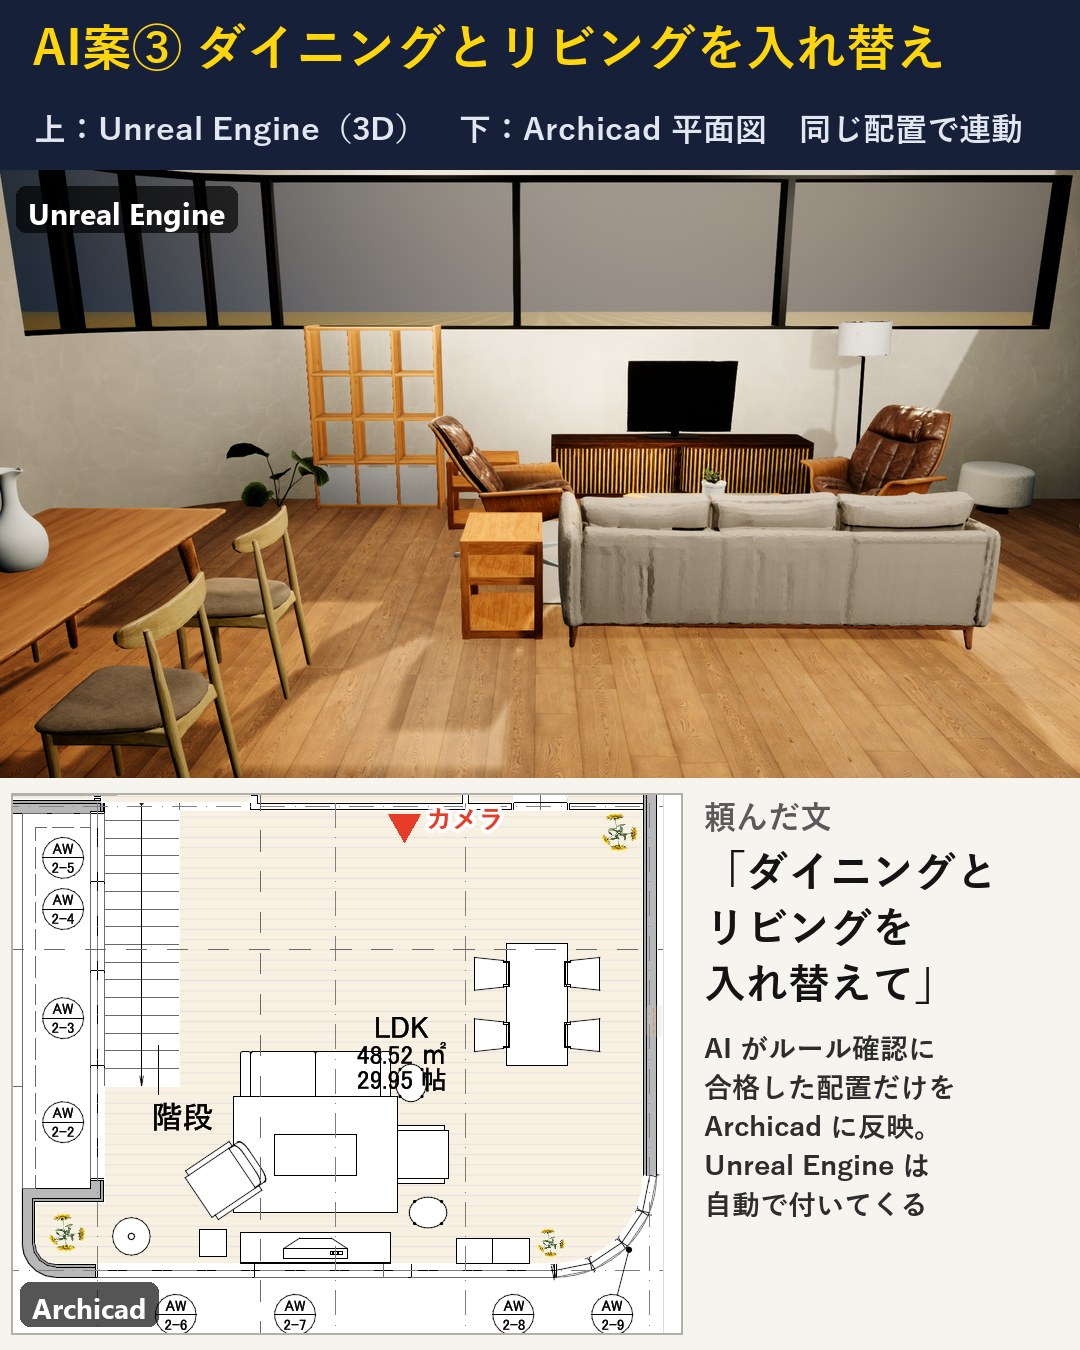 AI案③ ダイニングとリビングを入れ替え
上：Unreal Engine（3D）　下：Archicad 平面図　同じ配置で連動
Unreal Engine
カメラ
AW
2-5
AW
2-4
AW
2-3
AW
2-2
LDK
48.52 ㎡
29.95 帖
階段
Archicad
AW
2-6
AW
2-7
AW
2-8
AW
2-9
頼んだ文
「ダイニングと
リビングを
入れ替えて」
AI がルール確認に
合格した配置だけを
Archicad に反映。
Unreal Engine は
自動で付いてくる